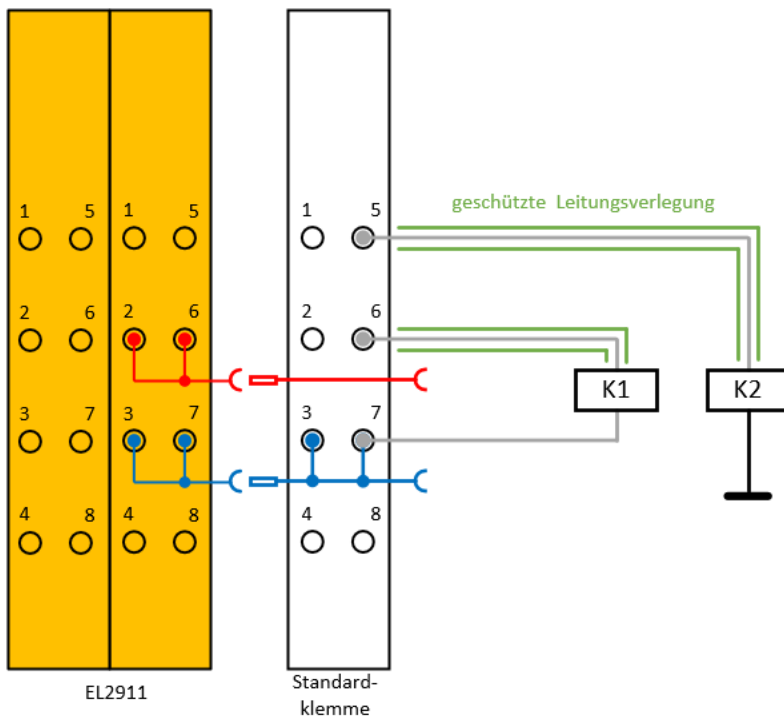 geschützte Leitungsverlegung
1 5 1 5 1 5
2 6 2 6 2 6
K1 K2
3 7 3 7 3 7
4 8 4 8 4 8
EL2911
Standard-
klemme